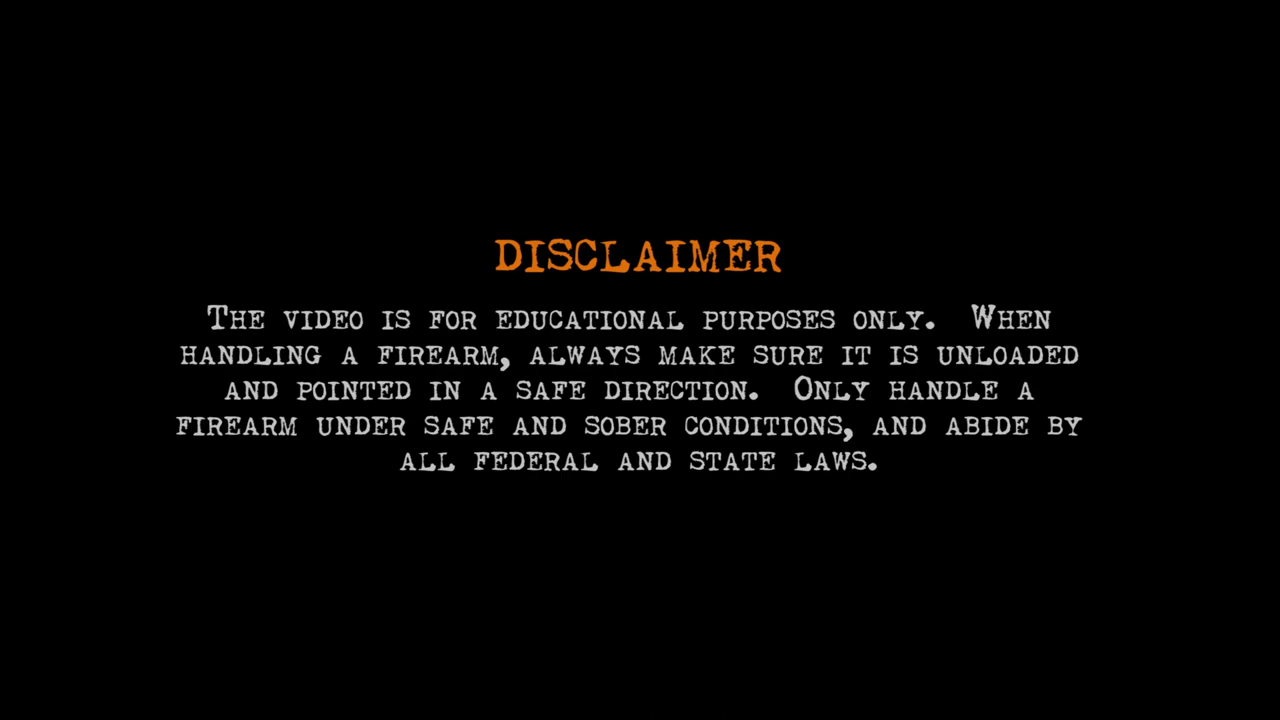 DISCLAIMER
The video is for educational purposes only.  When
handling a firearm, always make sure it is unloaded
and pointed in a safe direction.  Only handle a
firearm under safe and sober conditions, and abide by
all federal and state laws.